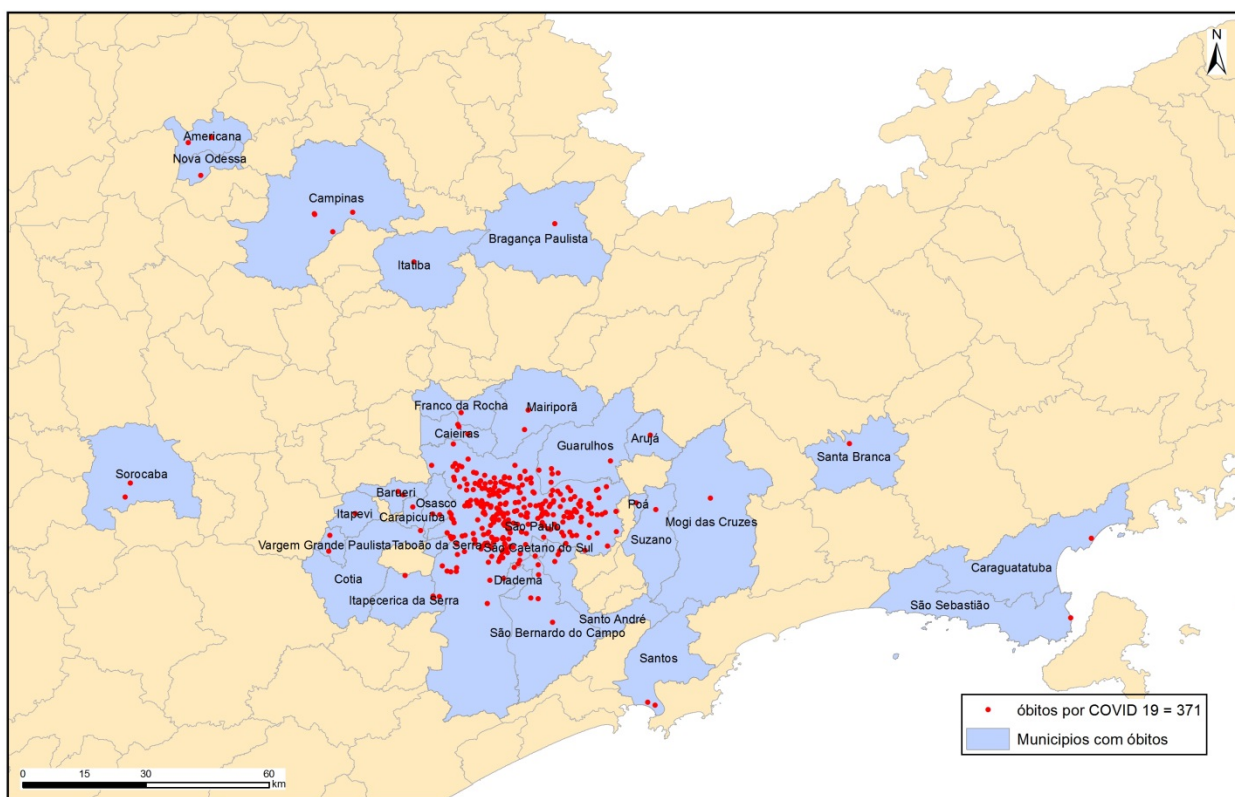 N
Americana
Nova Odessa
Campinas
Bragança Paulista
Itatiba
Franco da Rocha
Mairiporã
Caieiras
Guarulhos
Arujá
Santa Branca
Sorocaba
Barueri
Osasco
Itapevi
Carapicuíba
Poá
Mogi das Cruzes
São Paulo
Vargem Grande Paulista
Taboão da Serra
São Caetano do Sul
Suzano
Caraguatatuba
Cotia
Diadema
Itapecerica da Serra
São Sebastião
Santo André
São Bernardo do Campo
Santos
óbitos por COVID 19 = 371
Municipios com óbitos
0 15 30 60
km